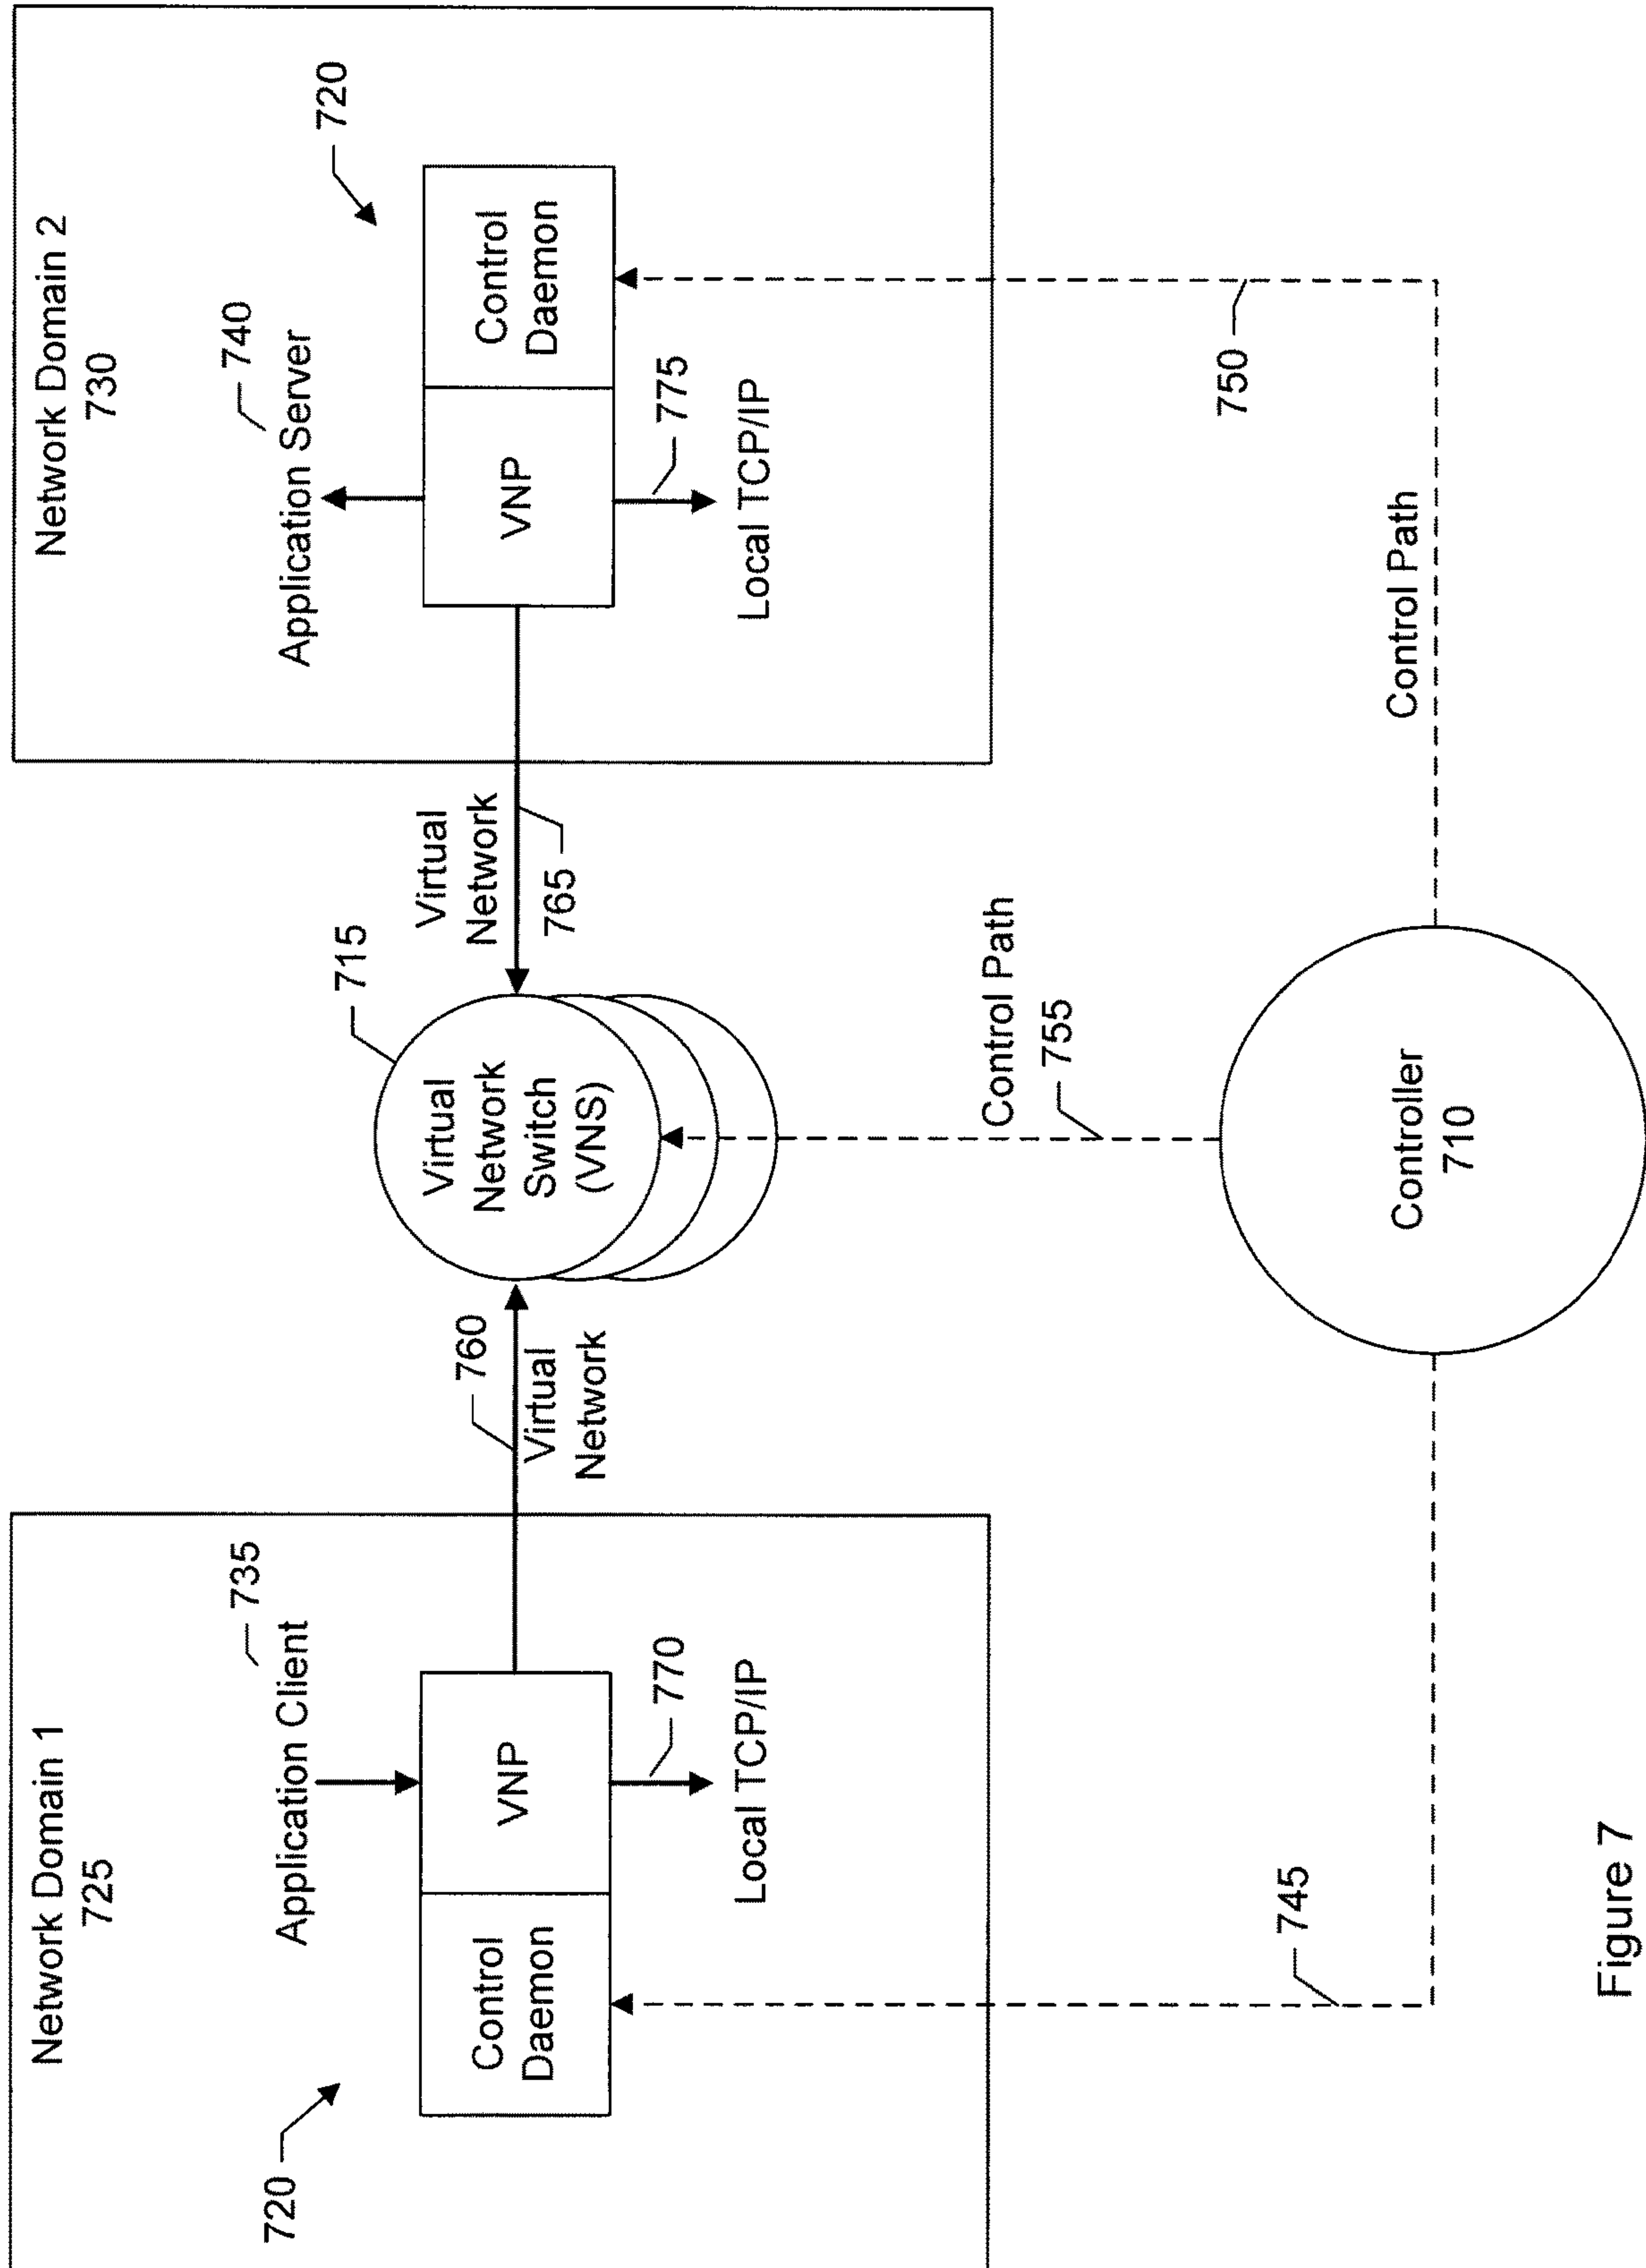 Network Domain 1
725
720
Application Client
735
Control
Daemon
VNP
770
Local TCP/IP
745
760
Virtual
Network
715
Virtual
Network
Switch
(VNS)
Virtual
Network
765
Control Path
755
Controller
710
Network Domain 2
730
Application Server
740
720
VNP
Control
Daemon
775
Local TCP/IP
750
Control Path
Figure 7